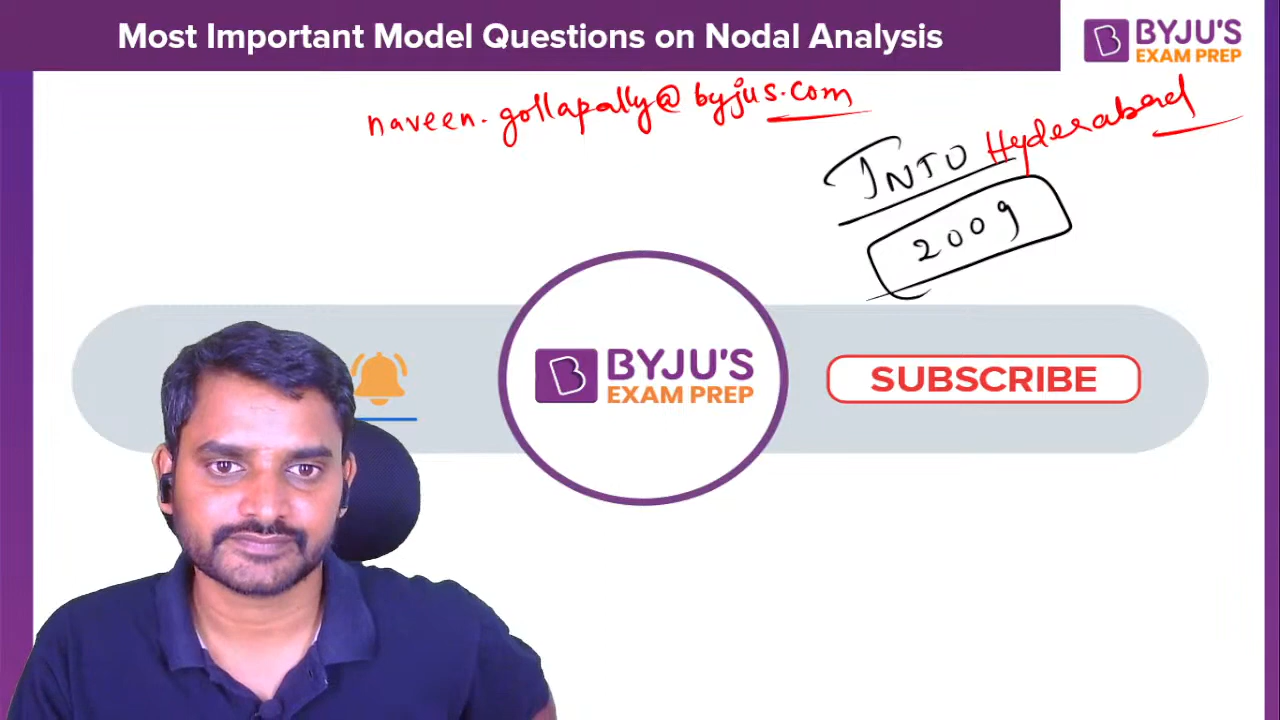 Most Important Model Questions on Nodal Analysis
BYJU'S
EXAM PREP
naveen.gollapally@byjus.com
JNTU Hyderabad
2009
BYJU'S
EXAM PREP
SUBSCRIBE